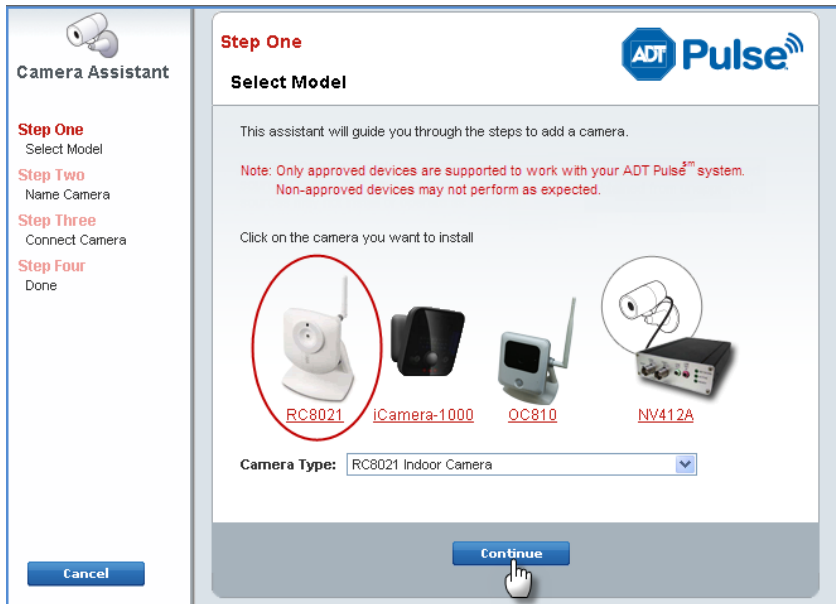 Camera Assistant
Step One
Select Model
Step Two
Name Camera
Step Three
Connect Camera
Step Four
Done
Cancel
Step One
Select Model
ADT Pulse
This assistant will guide you through the steps to add a camera.
Note: Only approved devices are supported to work with your ADT Pulse℠ system.
Non-approved devices may not perform as expected.
Click on the camera you want to install
RC8021
iCamera-1000
OC810
NV412A
Camera Type: RC8021 Indoor Camera
Continue